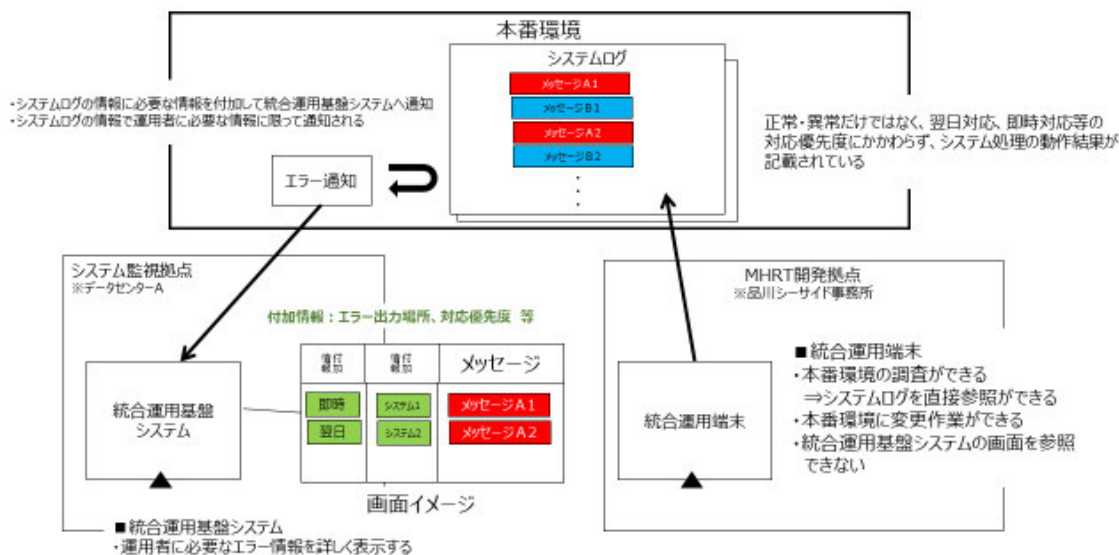 本番環境
システムログ
メッセージA1
メッセージB1
メッセージA2
メッセージB2
・
・
・
・システムログの情報に必要な情報を付加して統合運用基盤システムへ通知
・システムログの情報で運用者に必要な情報に限って通知される
エラー通知
正常・異常だけではなく、翌日対応、即時対応等の
対応優先度にかかわらず、システム処理の動作結果が
記載されている
システム監視拠点
※データセンターA
付加情報：エラー出力場所、対応優先度 等
統合運用基盤
システム
情報付加
情報付加
メッセージ
即時
システム1
メッセージA1
翌日
システム2
メッセージA2
画面イメージ
■統合運用基盤システム
・運用者に必要なエラー情報を詳しく表示する
MHRT開発拠点
※品川シーサイド事務所
統合運用端末
■統合運用端末
・本番環境の調査ができる
⇒システムログを直接参照ができる
・本番環境に変更作業ができる
・統合運用基盤システムの画面を参照
できない